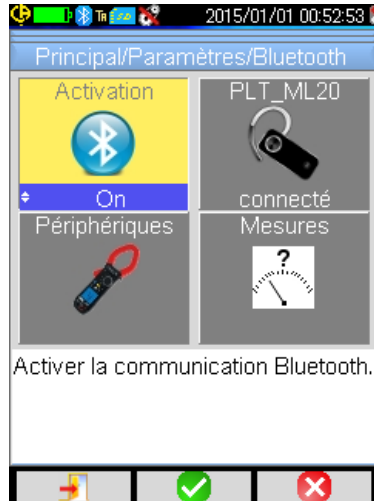 2015/01/01 00:52:53
Principal/Paramètres/Bluetooth
Activation
PLT_ML20
On
connecté
Périphériques
Mesures
?
Activer la communication Bluetooth.